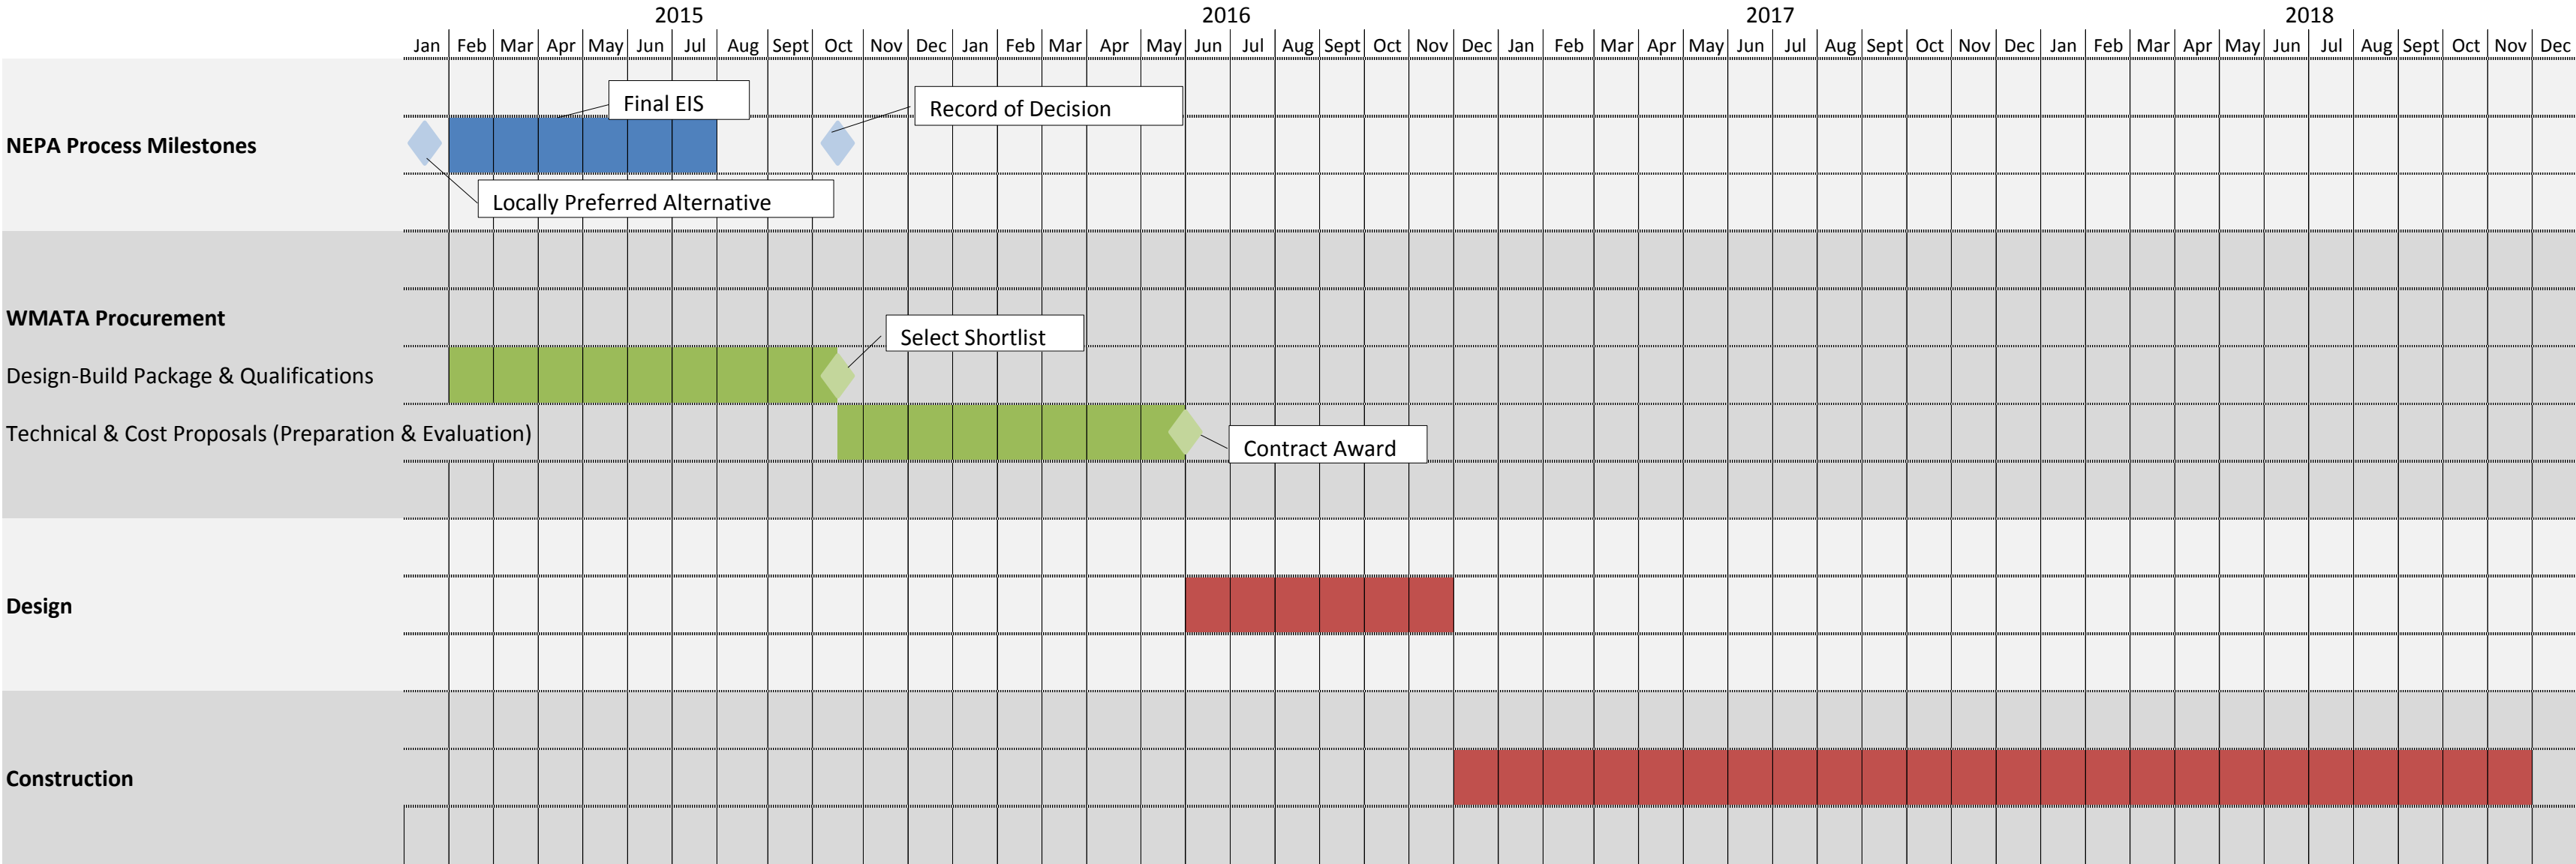 2015 2016 2017 2018
Jan Feb Mar Apr May Jun Jul Aug Sept Oct Nov Dec Jan Feb Mar Apr May Jun Jul Aug Sept Oct Nov Dec Jan Feb Mar Apr May Jun Jul Aug Sept Oct Nov Dec Jan Feb Mar Apr May Jun Jul Aug Sept Oct Nov Dec
Final EIS
Record of Decision
NEPA Process Milestones
Locally Preferred Alternative
WMATA Procurement
Select Shortlist
Design-Build Package & Qualifications
Technical & Cost Proposals (Preparation & Evaluation)
Contract Award
Design
Construction